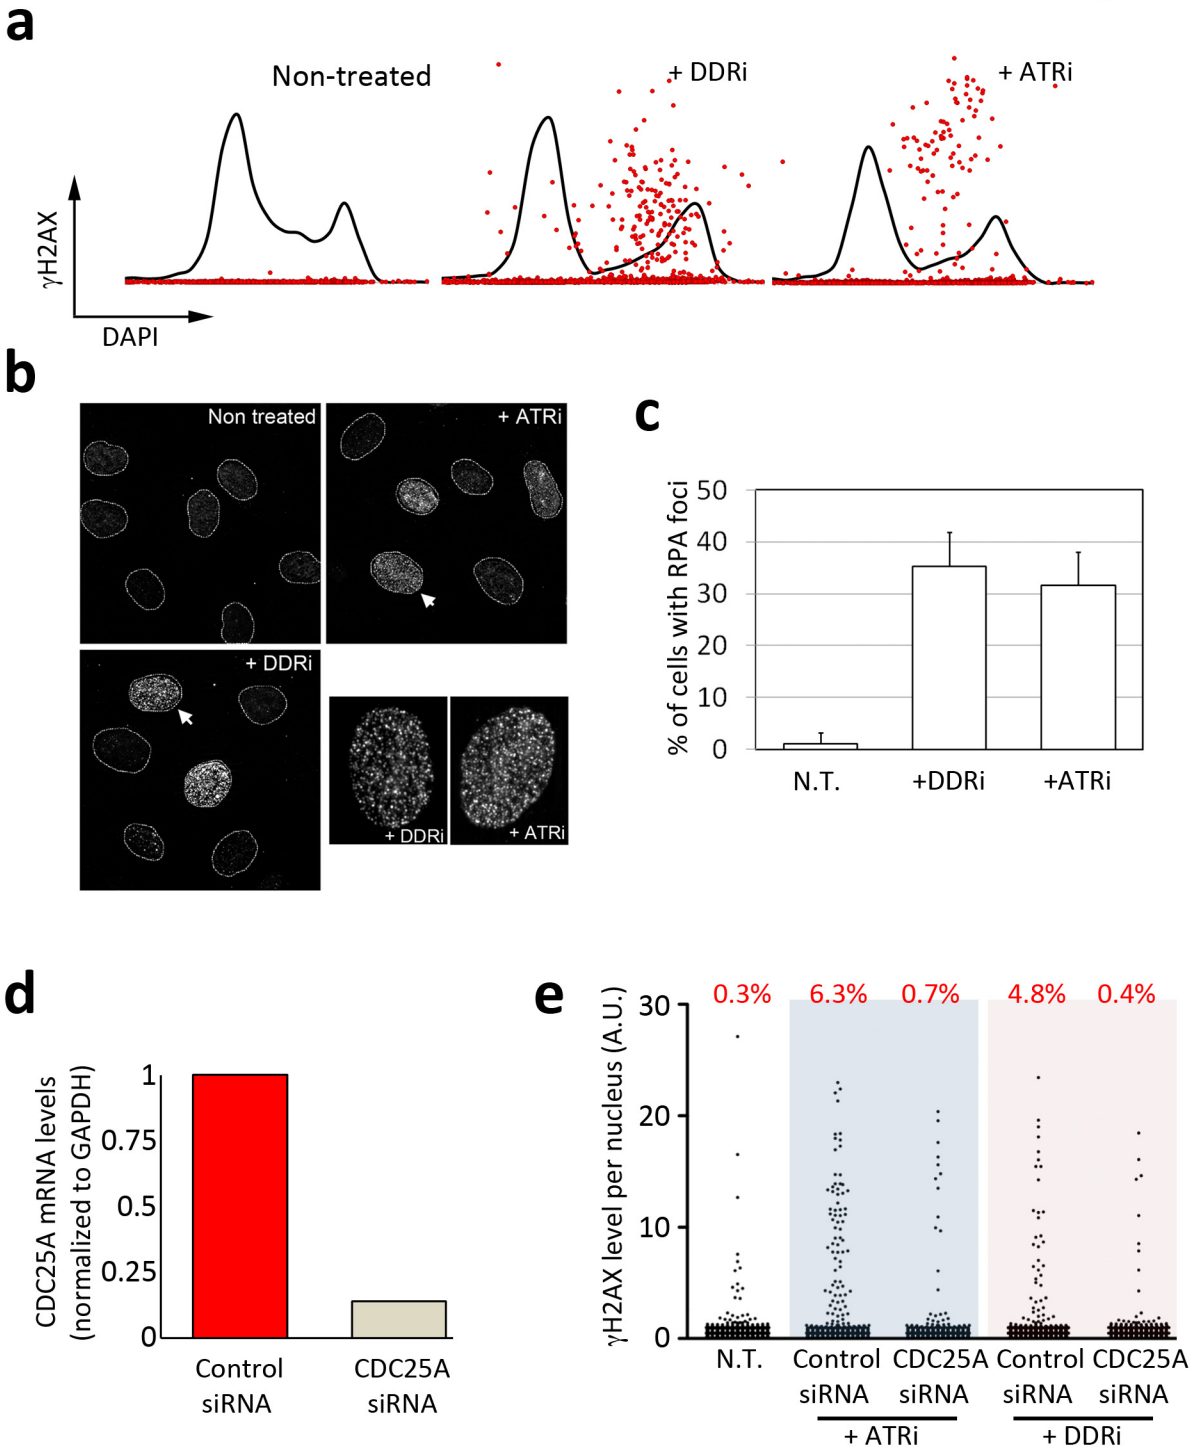 a
Non-treated
+ DDRi
+ ATRi
γH2AX
DAPI
b
Non treated
+ ATRi
+ DDRi
+ DDRi
+ ATRi
c
% of cells with RPA foci
50
40
30
20
10
0
N.T.
+DDRi
+ATRi
d
CDC25A mRNA levels
(normalized to GAPDH)
1
0.75
0.5
0.25
0
Control
siRNA
CDC25A
siRNA
e
γH2AX level per nucleus (A.U.)
30
20
10
0
0.3%
6.3%
0.7%
4.8%
0.4%
N.T.
Control
siRNA
CDC25A
siRNA
Control
siRNA
CDC25A
siRNA
+ ATRi
+ DDRi